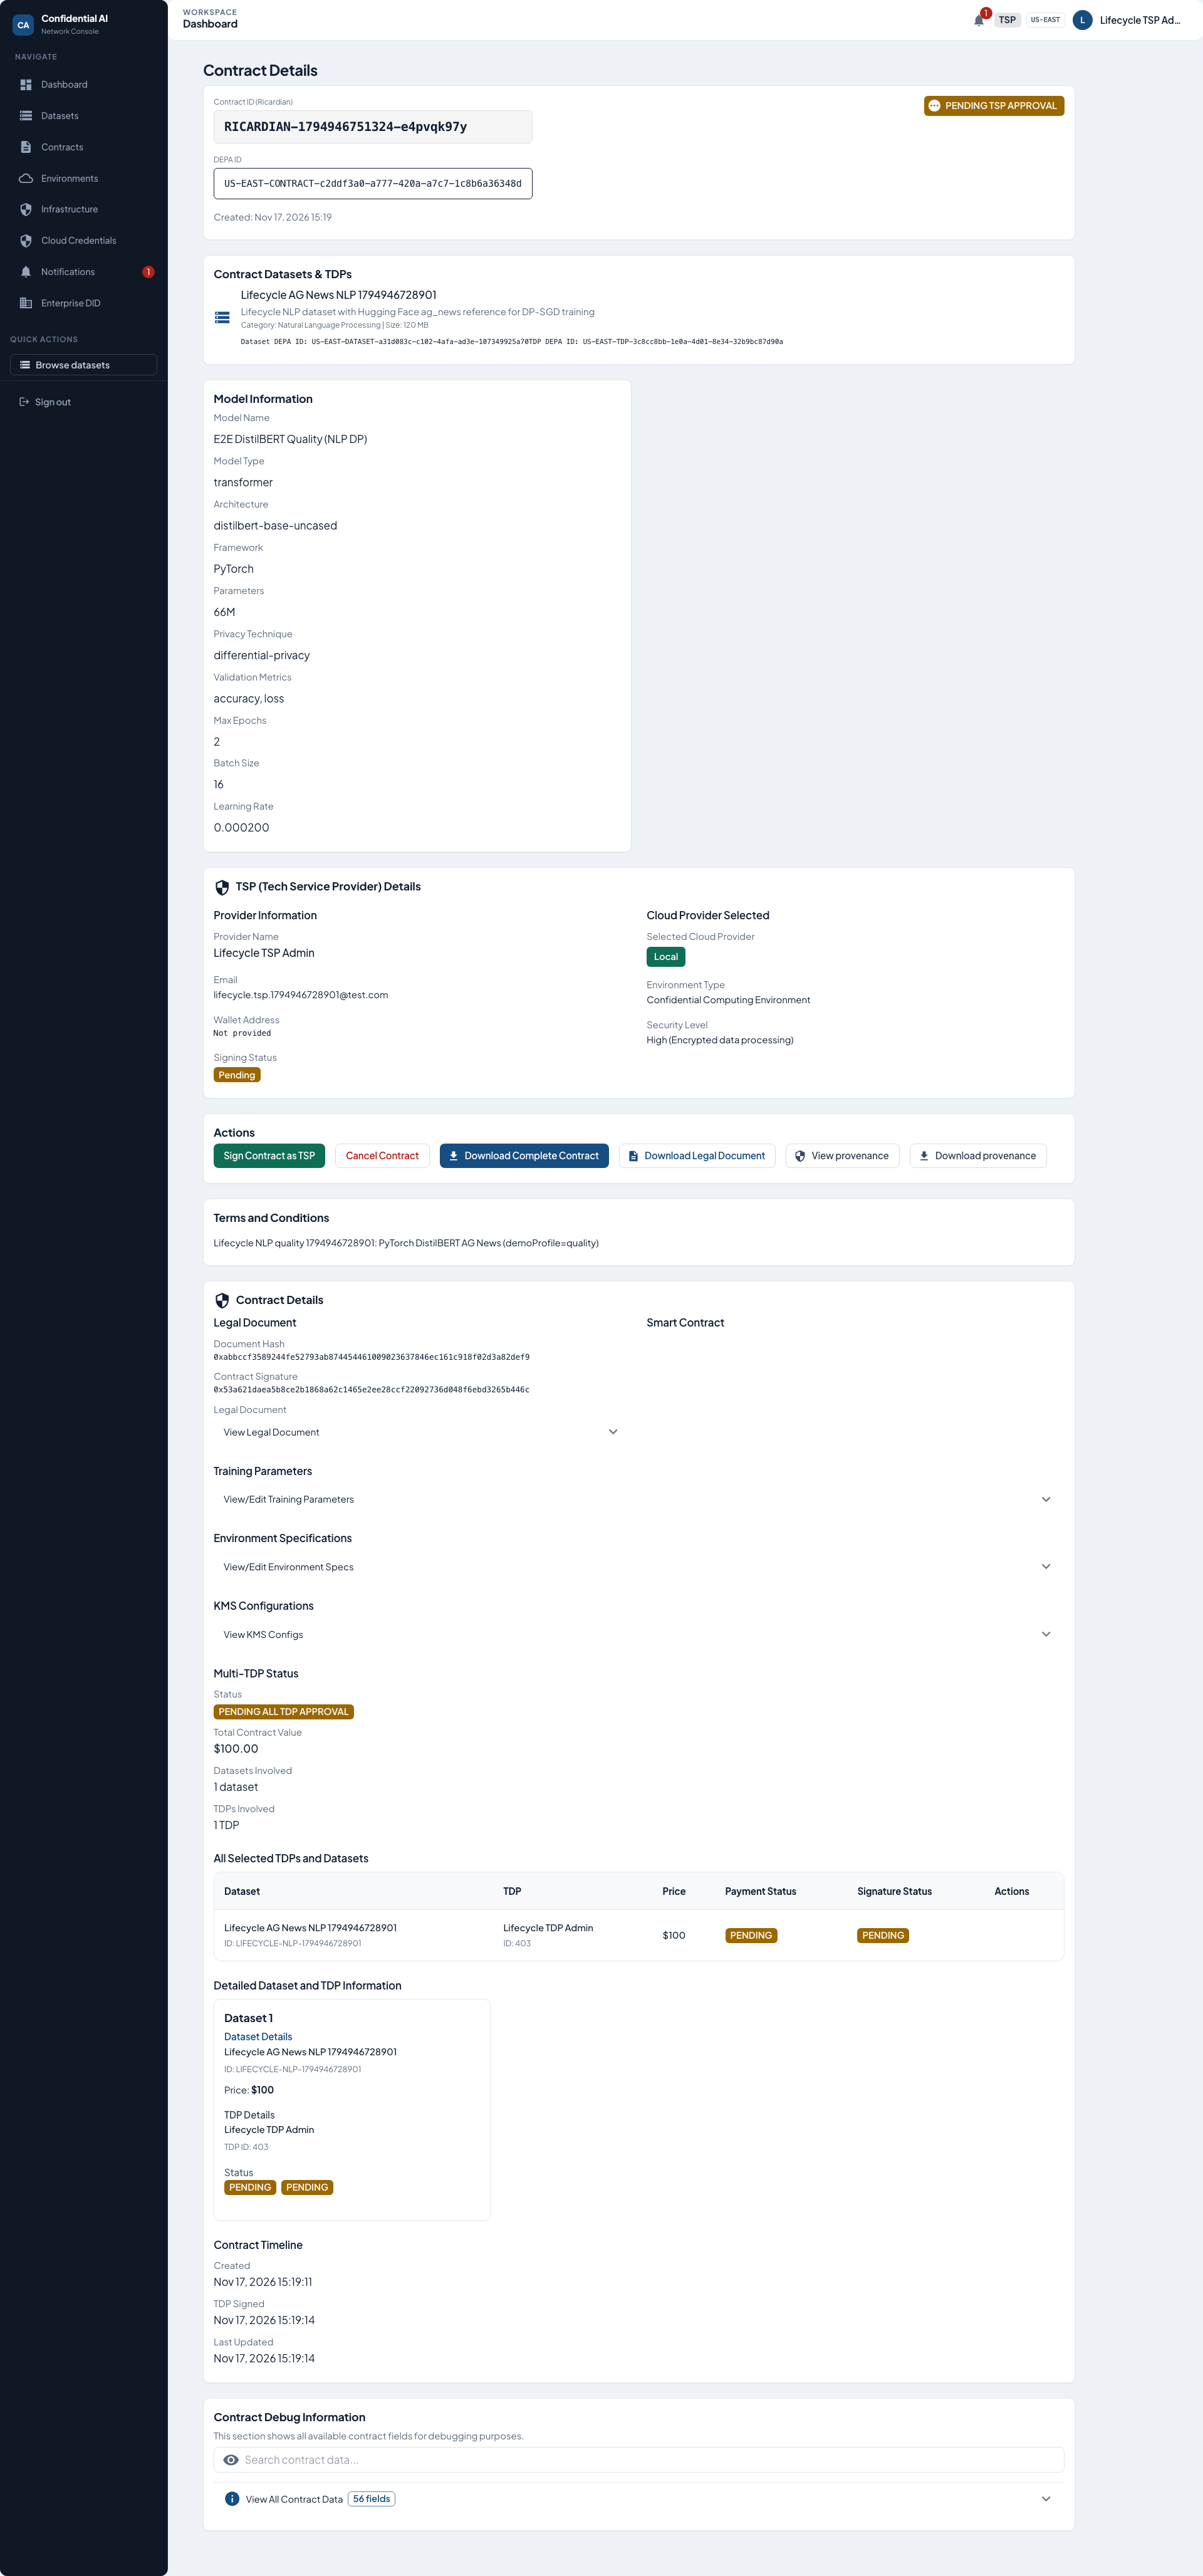 CA
Confidential AI
Network Console
NAVIGATE
Dashboard
Datasets
Contracts
Environments
Infrastructure
Cloud Credentials
Notifications
1
Enterprise DID
QUICK ACTIONS
Browse datasets
Sign out
WORKSPACE
Dashboard
1
TSP
US-EAST
L
Lifecycle TSP Ad...
Contract Details
Contract ID (Ricardian)
RICARDIAN-1794946751324-e4pvqk97y
PENDING TSP APPROVAL
DEPA ID
US-EAST-CONTRACT-c2ddf3a0-a777-420a-a7c7-1c8b6a36348d
Created: Nov 17, 2026 15:19
Contract Datasets & TDPs
Lifecycle AG News NLP 1794946728901
Lifecycle NLP dataset with Hugging Face ag_news reference for DP-SGD training
Category: Natural Language Processing | Size: 120 MB
Dataset DEPA ID: US-EAST-DATASET-a31d083c-c102-4afa-ad3e-107349925a70TDP DEPA ID: US-EAST-TDP-3c8cc8bb-1e0a-4d01-8e34-32b9bc87d90a
Model Information
Model Name
E2E DistilBERT Quality (NLP DP)
Model Type
transformer
Architecture
distilbert-base-uncased
Framework
PyTorch
Parameters
66M
Privacy Technique
differential-privacy
Validation Metrics
accuracy, loss
Max Epochs
2
Batch Size
16
Learning Rate
0.000200
TSP (Tech Service Provider) Details
Provider Information
Provider Name
Lifecycle TSP Admin
Email
lifecycle.tsp.1794946728901@test.com
Wallet Address
Not provided
Signing Status
Pending
Cloud Provider Selected
Selected Cloud Provider
Local
Environment Type
Confidential Computing Environment
Security Level
High (Encrypted data processing)
Actions
Sign Contract as TSP
Cancel Contract
Download Complete Contract
Download Legal Document
View provenance
Download provenance
Terms and Conditions
Lifecycle NLP quality 1794946728901: PyTorch DistilBERT AG News (demoProfile=quality)
Contract Details
Legal Document
Smart Contract
Document Hash
0xabbccf3589244fe52793ab874454461009023637846ec161c918f02d3a82def9
Contract Signature
0x53a621daea5b8ce2b1868a62c1465e2ee28ccf22092736d048f6ebd3265b446c
Legal Document
View Legal Document
Training Parameters
View/Edit Training Parameters
Environment Specifications
View/Edit Environment Specs
KMS Configurations
View KMS Configs
Multi-TDP Status
Status
PENDING ALL TDP APPROVAL
Total Contract Value
$100.00
Datasets Involved
1 dataset
TDPs Involved
1 TDP
All Selected TDPs and Datasets
Dataset TDP Price Payment Status Signature Status Actions
Lifecycle AG News NLP 1794946728901 Lifecycle TDP Admin $100 PENDING PENDING
ID: LIFECYCLE-NLP-1794946728901 ID: 403
Detailed Dataset and TDP Information
Dataset 1
Dataset Details
Lifecycle AG News NLP 1794946728901
ID: LIFECYCLE-NLP-1794946728901
Price: $100
TDP Details
Lifecycle TDP Admin
TDP ID: 403
Status
PENDING PENDING
Contract Timeline
Created
Nov 17, 2026 15:19:11
TDP Signed
Nov 17, 2026 15:19:14
Last Updated
Nov 17, 2026 15:19:14
Contract Debug Information
This section shows all available contract fields for debugging purposes.
Search contract data...
View All Contract Data 56 fields